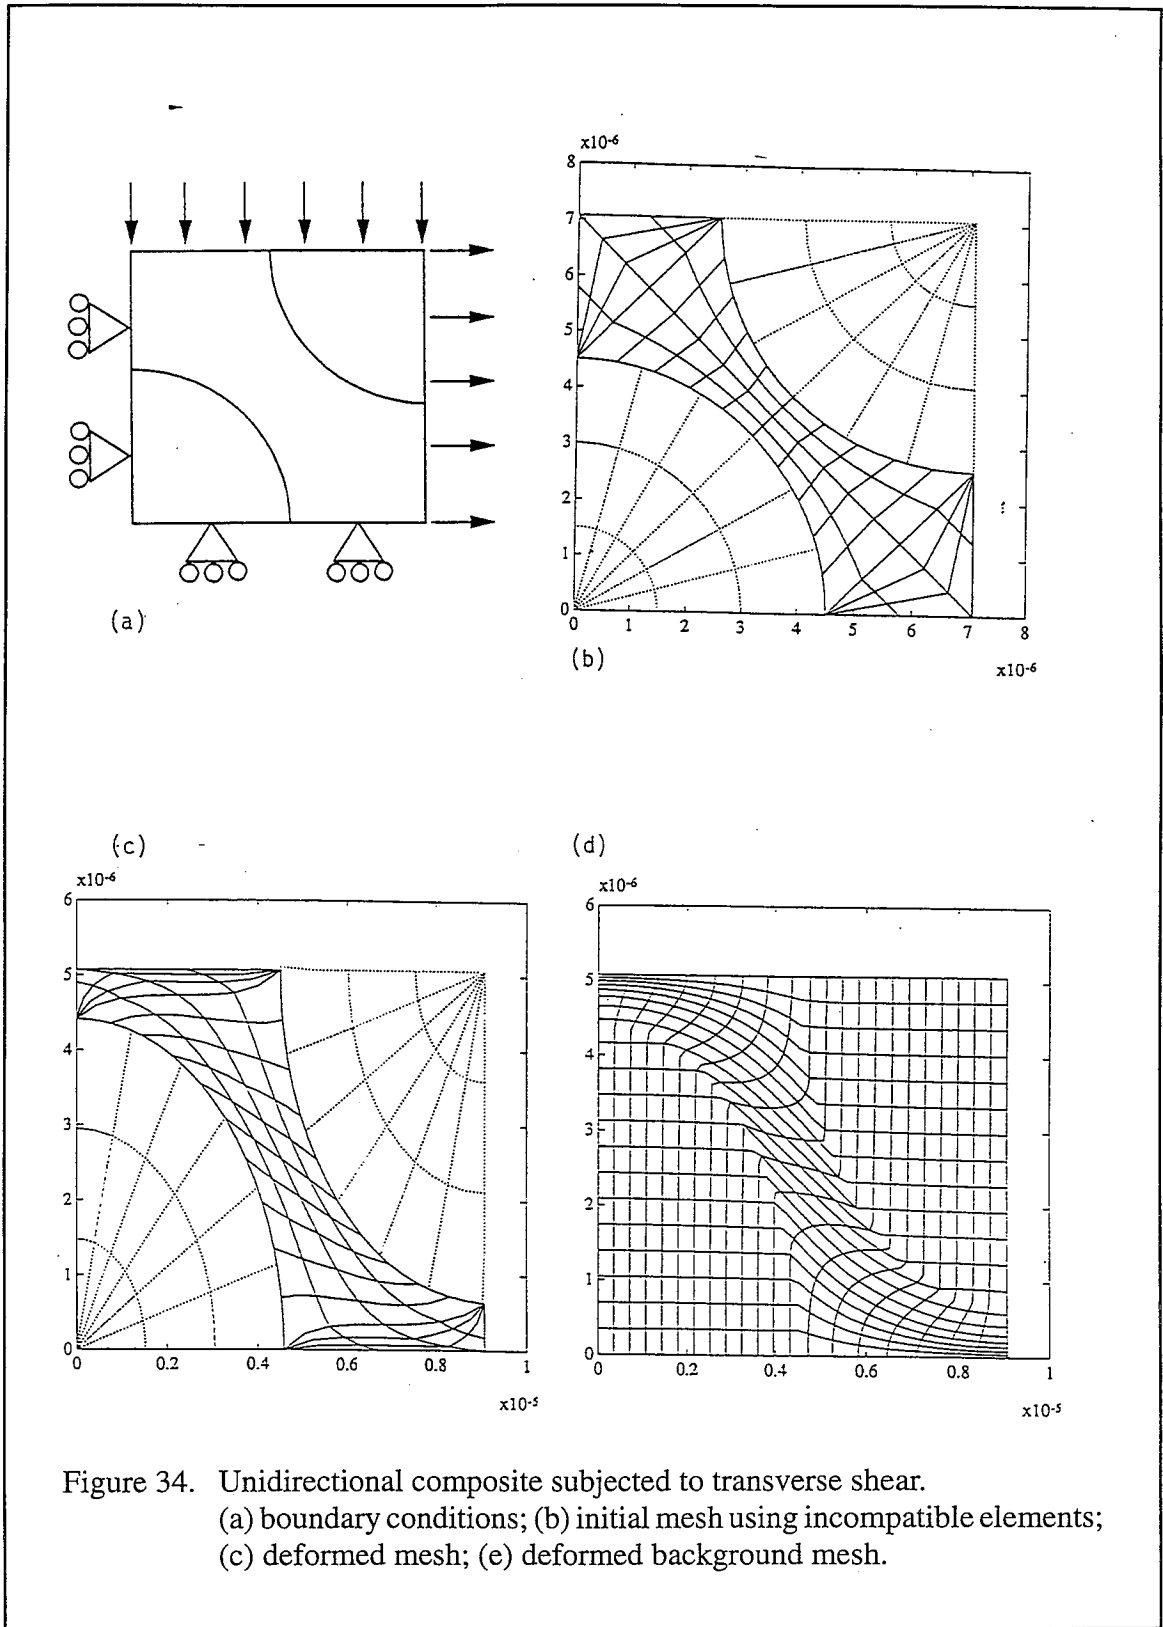 (a)
x10-6
8
7
6
5
4
3
2
1
0
0 1 2 3 4 5 6 7 8
x10-6
(b)
(c)
x10-6
6
5
4
3
2
1
0
0 0.2 0.4 0.6 0.8 1
x10-5
(d)
x10-6
6
5
4
3
2
1
0
0 0.2 0.4 0.6 0.8 1
x10-5
Figure 34. Unidirectional composite subjected to transverse shear.
(a) boundary conditions; (b) initial mesh using incompatible elements;
(c) deformed mesh; (e) deformed background mesh.